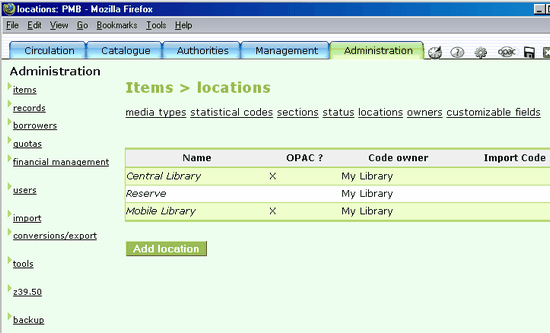 locations: PMB - Mozilla Firefox
File Edit View Go Bookmarks Tools Help
Circulation Catalogue Authorities Management Administration opac
Administration
items
records
borrowers
quotas
financial management
users
import
conversions/export
tools
z39.50
backup
Items > locations
media types statistical codes sections status locations owners customizable fields
Name OPAC ? Code owner Import Code
Central Library X My Library
Reserve My Library
Mobile Library X My Library
Add location